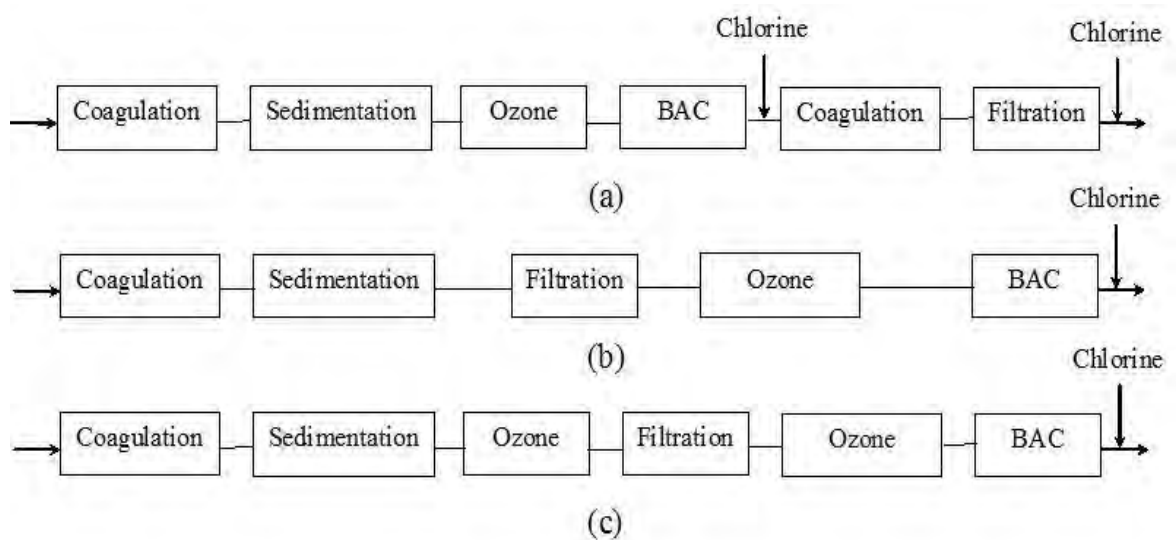 Chlorine Chlorine
Coagulation Sedimentation Ozone BAC Coagulation Filtration
(a)
Chlorine
Coagulation Sedimentation Filtration Ozone BAC
(b)
Chlorine
Coagulation Sedimentation Ozone Filtration Ozone BAC
(c)